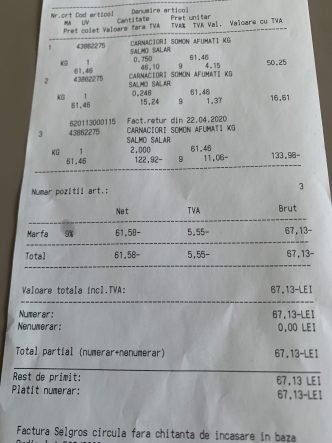 Nr.crt Cod articol Denumire articol
MA UV Cantitate Pret unitar
Pret colet Valoare fara TVA TVA% TVA Val. Valoare cu TVA
1 43862275 CARNACIORI SOMON AFUMATI KG
SALMO SALAR
KG 1 0,750 61,46
61,46 46,10 9 4,15 50,25
2 43862275 CARNACIORI SOMON AFUMATI KG
SALMO SALAR
KG 1 0,248 61,46
61,46 15,24 9 1,37 16,61
620113000115 Fact.retur din 22.04.2020
3 43862275 CARNACIORI SOMON AFUMATI KG
SALMO SALAR
KG 1 2,000 61,46
61,46 122,92- 9 11,06- 133,98-
Numar pozitii art.: 3
Net TVA Brut
Marfa 9% 61,58- 5,55- 67,13-
Total 61,58- 5,55- 67,13-
Valoare totala incl.TVA: 67,13-LEI
Numerar: 67,13-LEI
Nenumerar: 0,00 LEI
Total partial (numerar+nenumerar) 67,13-LEI
Rest de primit: 67,13 LEI
Platit numerar: 67,13-LEI
Factura Selgros circula fara chitanta de incasare in baza